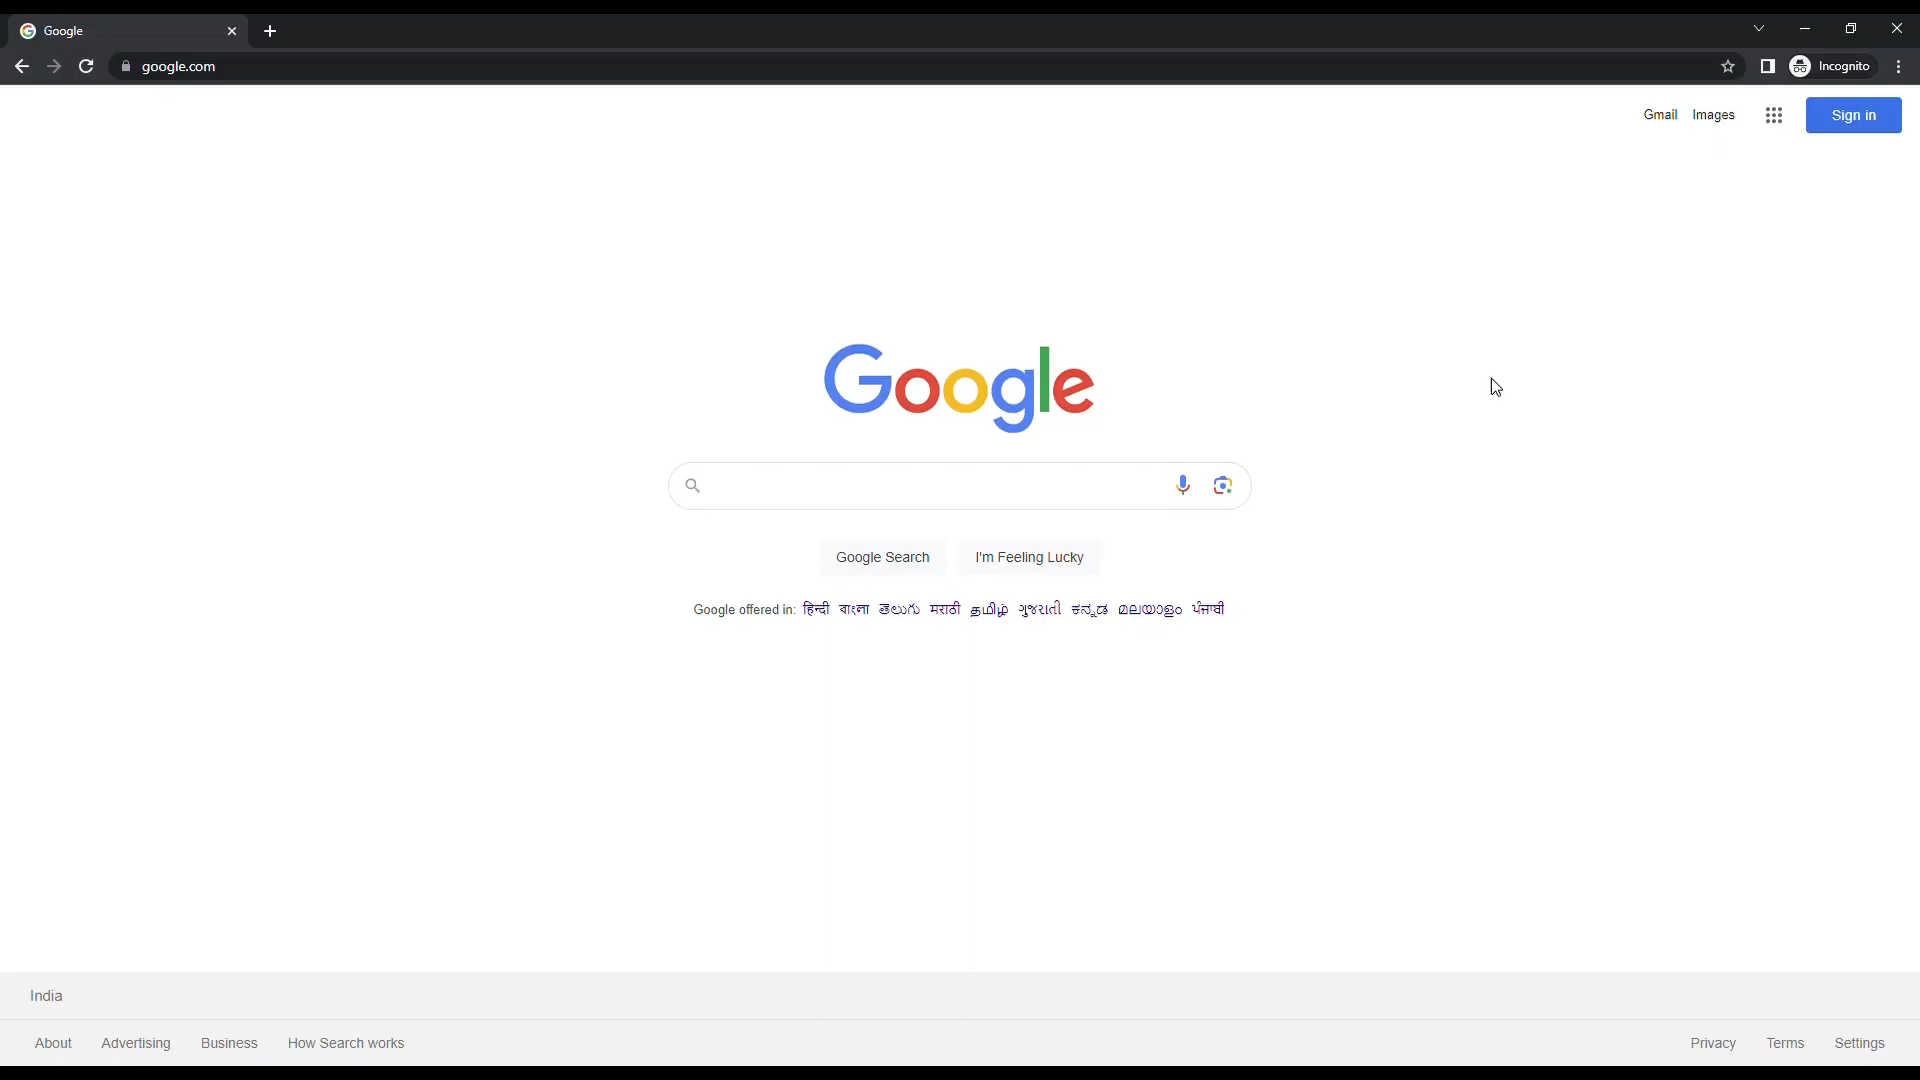 Google
google.com
Incognito
Gmail Images Sign in
Google
Google Search I'm Feeling Lucky
Google offered in: हिन्दी বাংলা తెలుగు मराठी தமிழ் ગુજરાતી ಕನ್ನಡ മലയാളം ਪੰਜਾਬੀ
India
About Advertising Business How Search works Privacy Terms Settings